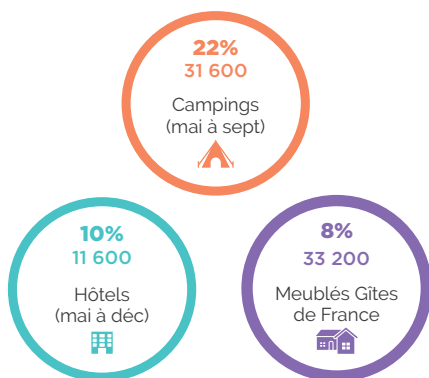 22%
31 600
Campings
(mai à sept)
10%
11 600
Hôtels
(mai à déc)
8%
33 200
Meublés Gîtes
de France